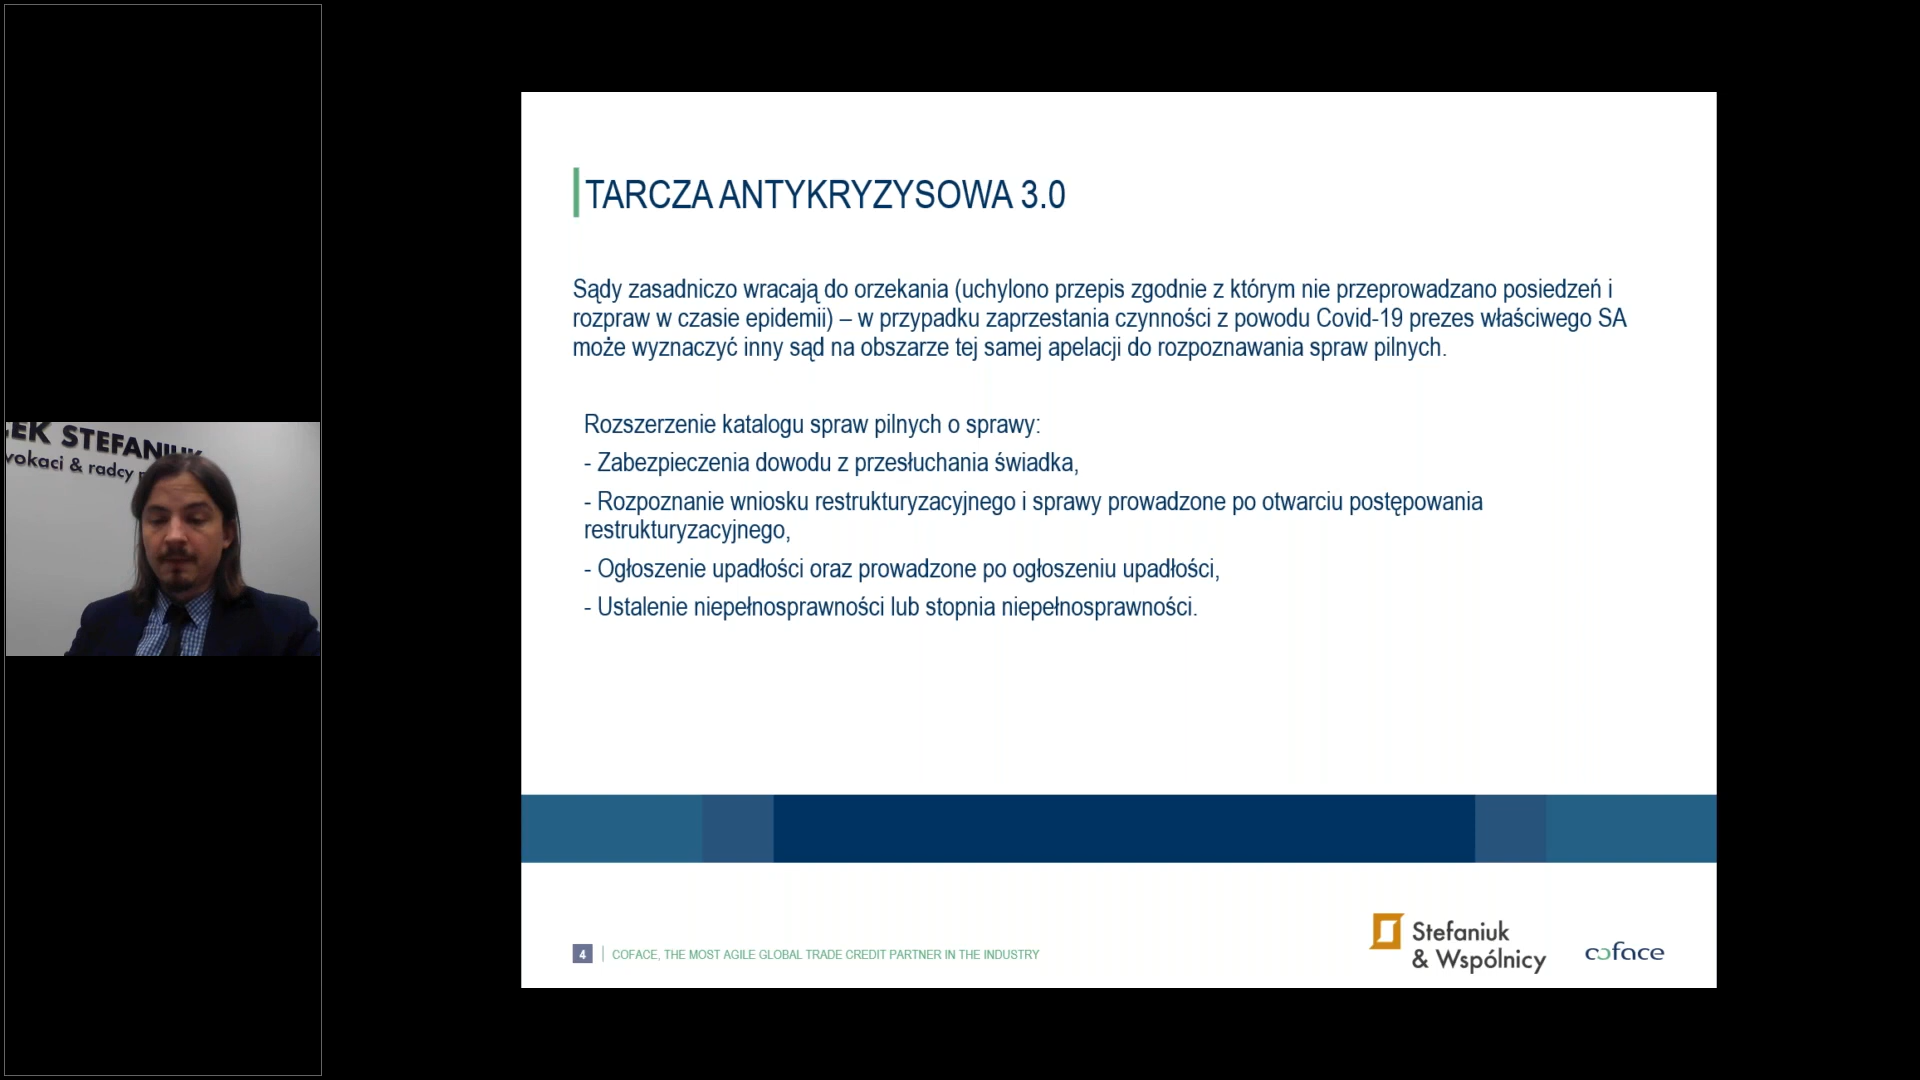 EK STEFANIUK
wokaci & radcy
TARCZA ANTYKRYZYSOWA 3.0
Sądy zasadniczo wracają do orzekania (uchylono przepis zgodnie z którym nie przeprowadzano posiedzeń i
rozpraw w czasie epidemii) – w przypadku zaprzestania czynności z powodu Covid-19 prezes właściwego SA
może wyznaczyć inny sąd na obszarze tej samej apelacji do rozpoznawania spraw pilnych.
Rozszerzenie katalogu spraw pilnych o sprawy:
- Zabezpieczenia dowodu z przesłuchania świadka,
- Rozpoznanie wniosku restrukturyzacyjnego i sprawy prowadzone po otwarciu postępowania
restrukturyzacyjnego,
- Ogłoszenie upadłości oraz prowadzone po ogłoszeniu upadłości,
- Ustalenie niepełnosprawności lub stopnia niepełnosprawności.
4
COFACE, THE MOST AGILE GLOBAL TRADE CREDIT PARTNER IN THE INDUSTRY
Stefaniuk
& Wspólnicy
coface